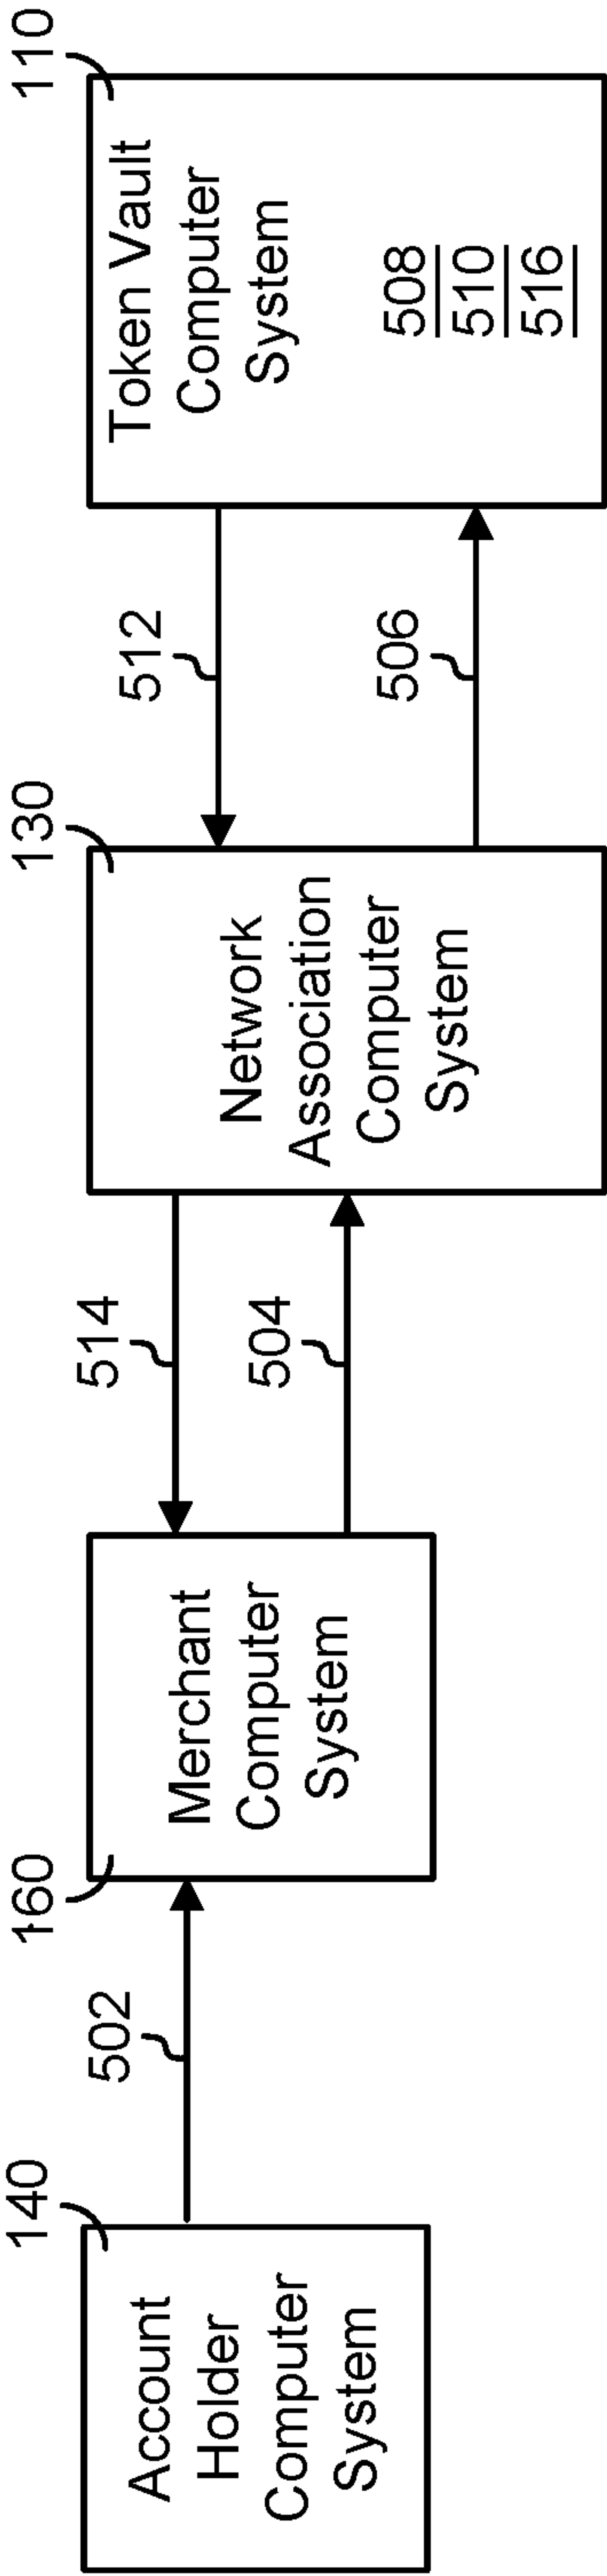 140
Account
Holder
Computer
System
502
160
Merchant
Computer
System
514
504
130
Network
Association
Computer
System
512
506
110
Token Vault
Computer
System
508
510
516